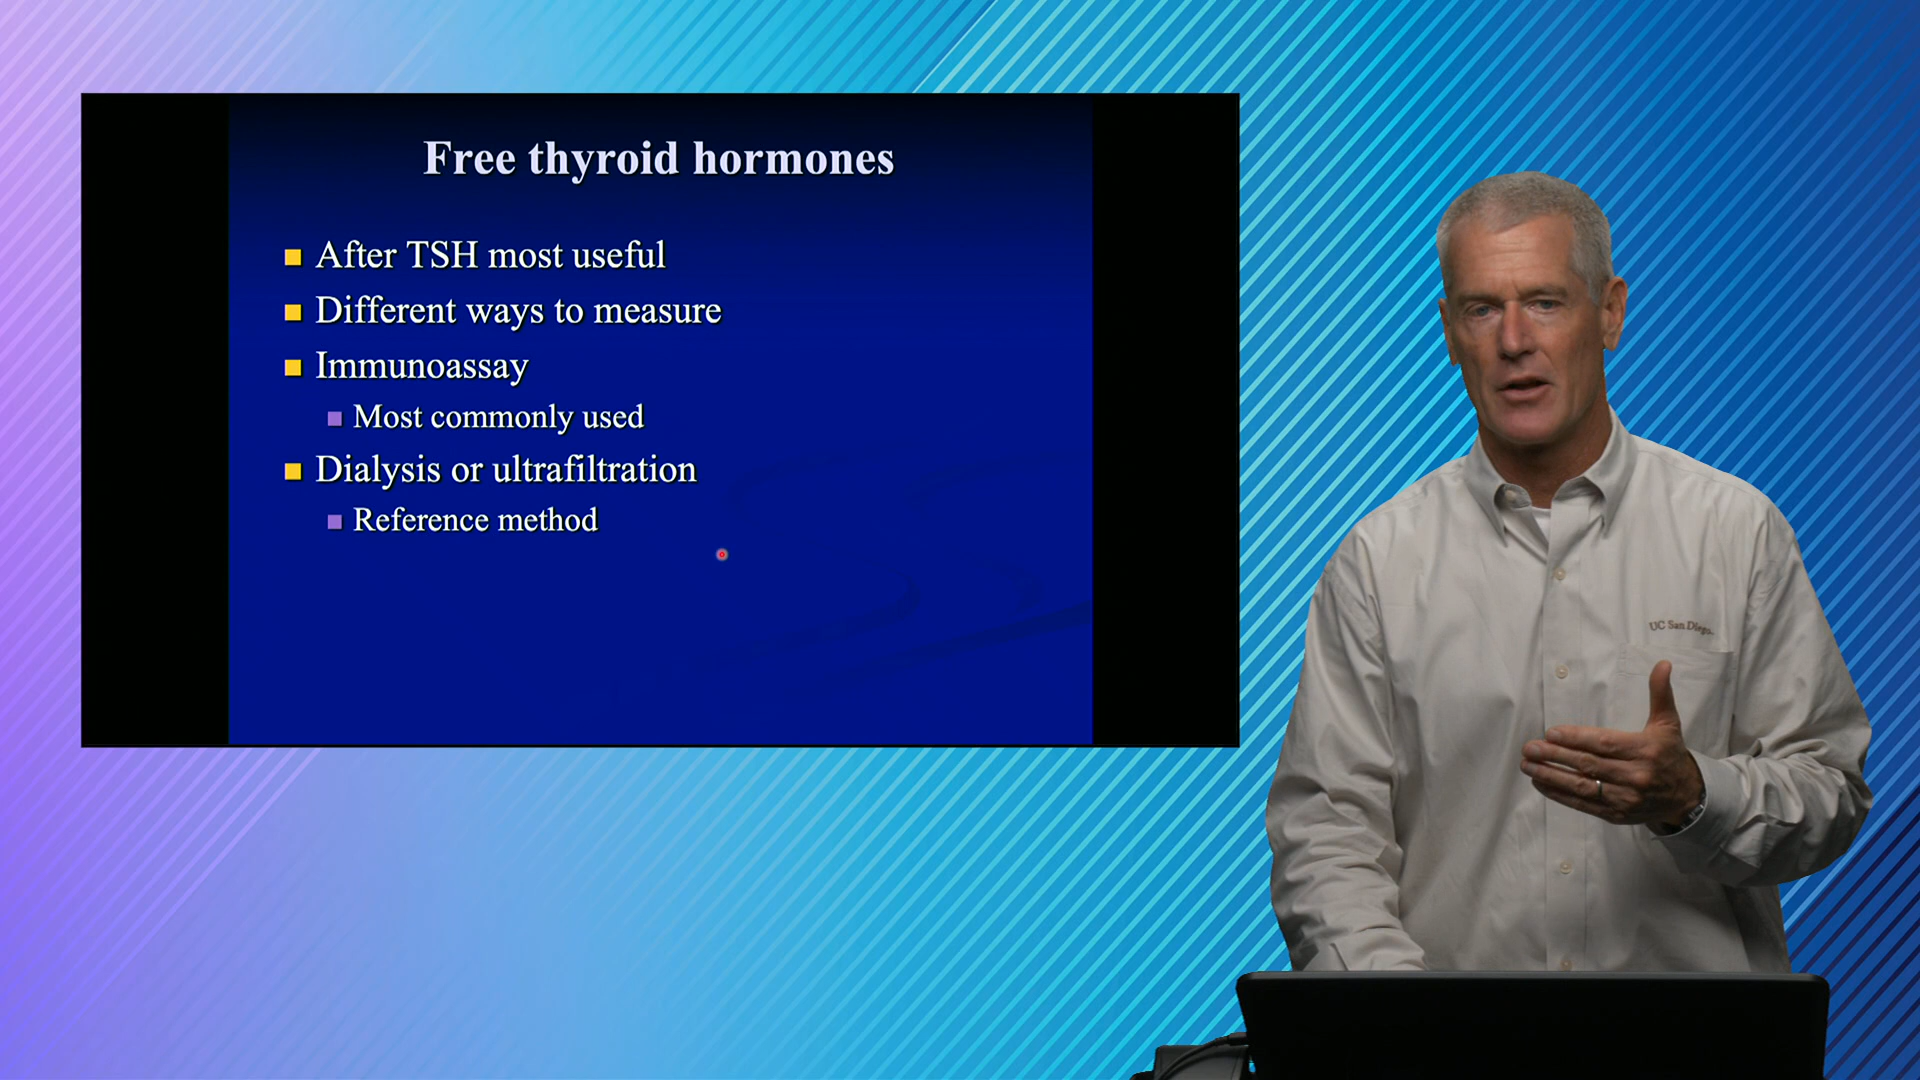 Free thyroid hormones
After TSH most useful
Different ways to measure
Immunoassay
Most commonly used
Dialysis or ultrafiltration
Reference method
UC San Diego